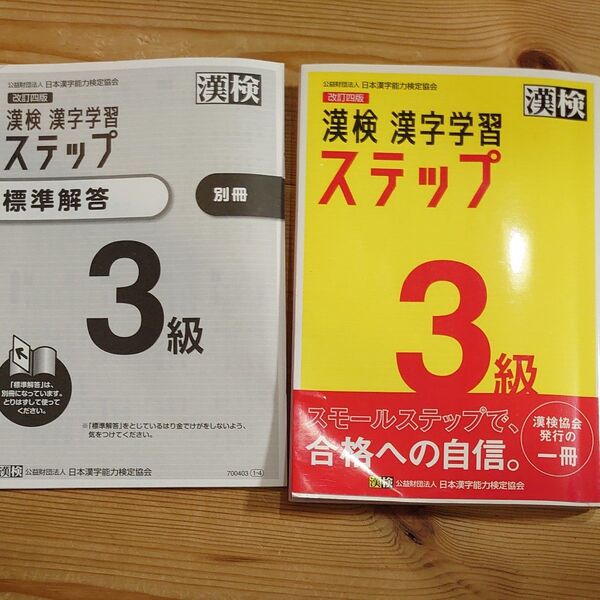 公益財団法人 日本漢字能力検定協会
漢検
改訂四版
漢検 漢字学習
ステップ
標準解答
別冊
3級
「標準解答」は、
別冊になっています。
とりはずして使って
ください。
※「標準解答」をとじているはり金でけがをしないよう、
気をつけてください。
漢検 公益財団法人 日本漢字能力検定協会
700403 1-4
公益財団法人 日本漢字能力検定協会
漢検
改訂四版
漢検 漢字学習
ステップ
3級
スモールステップで、
合格への自信。
漢検協会
発行の
一冊
漢検 公益財団法人 日本漢字能力検定協会